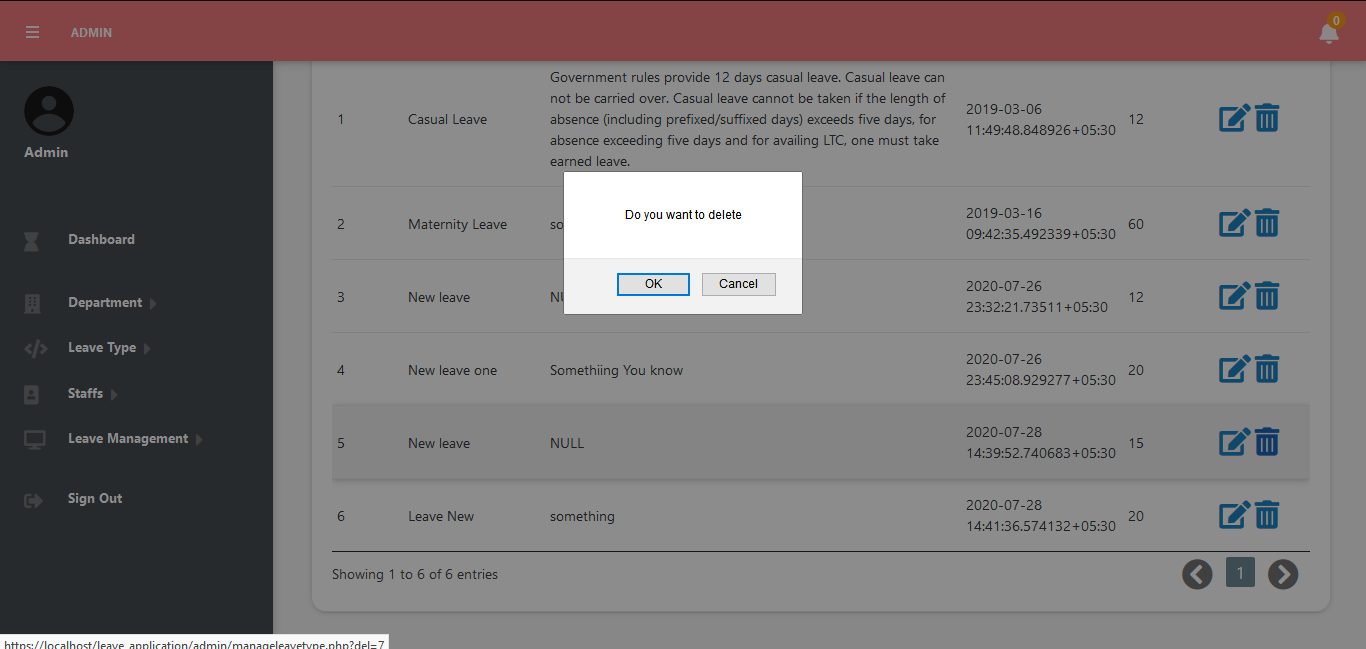 ADMIN
0
Admin
Dashboard
Department
Leave Type
Staffs
Leave Management
Sign Out
1
Casual Leave
Government rules provide 12 days casual leave. Casual leave can
not be carried over. Casual leave cannot be taken if the length of
absence (including prefixed/suffixed days) exceeds five days, for
absence exceeding five days and for availing LTC, one must take
earned leave.
2019-03-06
11:49:48.848926+05:30
12
2
Maternity Leave
so
2019-03-16
09:42:35.492339+05:30
60
3
New leave
NU
2020-07-26
23:32:21.73511+05:30
12
4
New leave one
Somethiing You know
2020-07-26
23:45:08.929277+05:30
20
5
New leave
NULL
2020-07-28
14:39:52.740683+05:30
15
6
Leave New
something
2020-07-28
14:41:36.574132+05:30
20
Showing 1 to 6 of 6 entries
1
Do you want to delete
OK
Cancel
https://localhost/leave_application/admin/manageleavetype.php?del=7